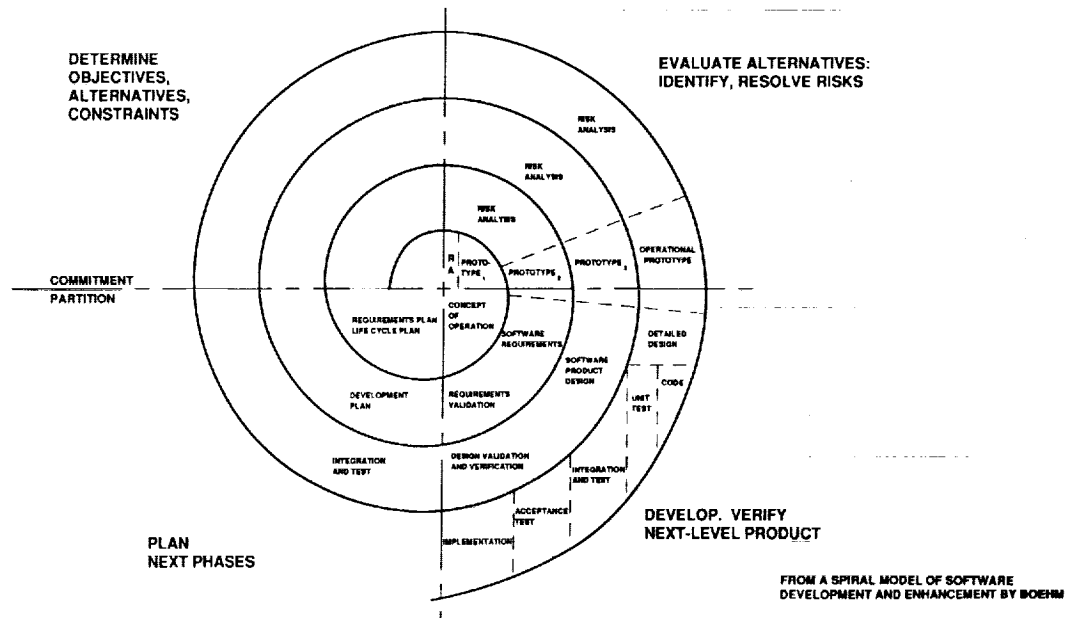 DETERMINE
OBJECTIVES,
ALTERNATIVES,
CONSTRAINTS
EVALUATE ALTERNATIVES:
IDENTIFY, RESOLVE RISKS
RISK
ANALYSIS
RISK
ANALYSIS
RISK
ANALYSIS
R
A
PROTO-
TYPE 1
PROTOTYPE 2
PROTOTYPE 3
OPERATIONAL
PROTOTYPE
COMMITMENT
PARTITION
CONCEPT
OF
OPERATION
REQUIREMENTS PLAN
LIFE CYCLE PLAN
SOFTWARE
REQUIREMENTS
DETAILED
DESIGN
SOFTWARE
PRODUCT
DESIGN
CODE
UNIT
TEST
DEVELOPMENT
PLAN
REQUIREMENTS
VALIDATION
INTEGRATION
AND TEST
DESIGN VALIDATION
AND VERIFICATION
INTEGRATION
AND TEST
ACCEPTANCE
TEST
IMPLEMENTATION
DEVELOP. VERIFY
NEXT-LEVEL PRODUCT
PLAN
NEXT PHASES
FROM A SPIRAL MODEL OF SOFTWARE
DEVELOPMENT AND ENHANCEMENT BY BOEHM